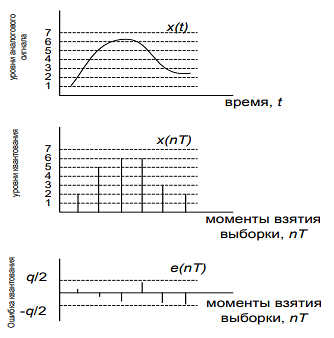 уровни аналогового
сигнала
7
6
5
4
3
2
1
x(t)
время, t
уровни квантования
7
6
5
4
3
2
1
x(nT)
моменты взятия
выборки, nT
Ошибка квантования
q/2
-q/2
e(nT)
моменты взятия
выборки, nT